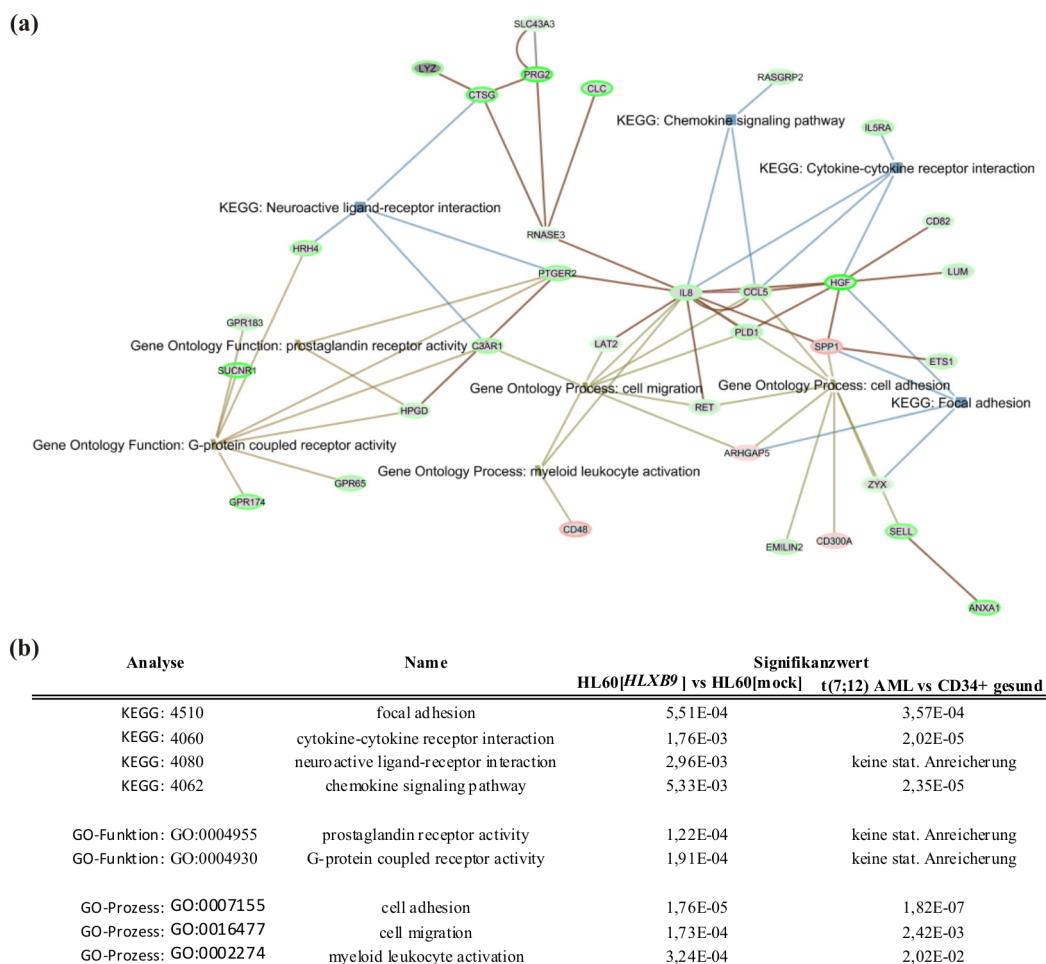 (a)
SLC43A3
LYZ
PRG2
CTSG
CLC
RASGRP2
KEGG: Chemokine signaling pathway
IL5RA
KEGG: Cytokine-cytokine receptor interaction
KEGG: Neuroactive ligand-receptor interaction
CD82
RNASE3
HRH4
PTGER2
LUM
HGF
IL8
CCL5
GPR183
PLD1
Gene Ontology Function: prostaglandin receptor activity
C3AR1
LAT2
SPP1
ETS1
SUCNR1
Gene Ontology Process: cell migration
Gene Ontology Process: cell adhesion
KEGG: Focal adhesion
HPGD
RET
Gene Ontology Function: G-protein coupled receptor activity
ARHGAP5
Gene Ontology Process: myeloid leukocyte activation
GPR65
ZYX
GPR174
CD48
SELL
EMILIN2
CD300A
ANXA1
(b)
Analyse Name Signifikanzwert
HL60[HLXB9] vs HL60[mock] t(7;12) AML vs CD34+ gesund
KEGG: 4510 focal adhesion 5,51E-04 3,57E-04
KEGG: 4060 cytokine-cytokine receptor interaction 1,76E-03 2,02E-05
KEGG: 4080 neuroactive ligand-receptor interaction 2,96E-03 keine stat. Anreicherung
KEGG: 4062 chemokine signaling pathway 5,33E-03 2,35E-05
GO-Funktion: GO:0004955 prostaglandin receptor activity 1,22E-04 keine stat. Anreicherung
GO-Funktion: GO:0004930 G-protein coupled receptor activity 1,91E-04 keine stat. Anreicherung
GO-Prozess: GO:0007155 cell adhesion 1,76E-05 1,82E-07
GO-Prozess: GO:0016477 cell migration 1,73E-04 2,42E-03
GO-Prozess: GO:0002274 myeloid leukocyte activation 3,24E-04 2,02E-02